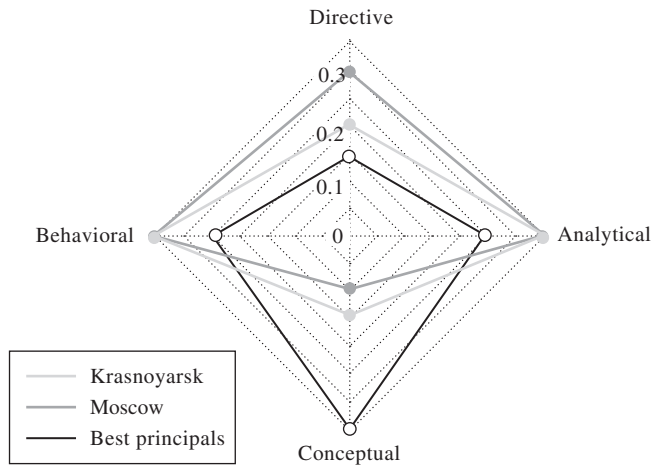 Directive
0.3
0.2
0.1
Behavioral
0
Analytical
Krasnoyarsk
Moscow
Best principals
Conceptual